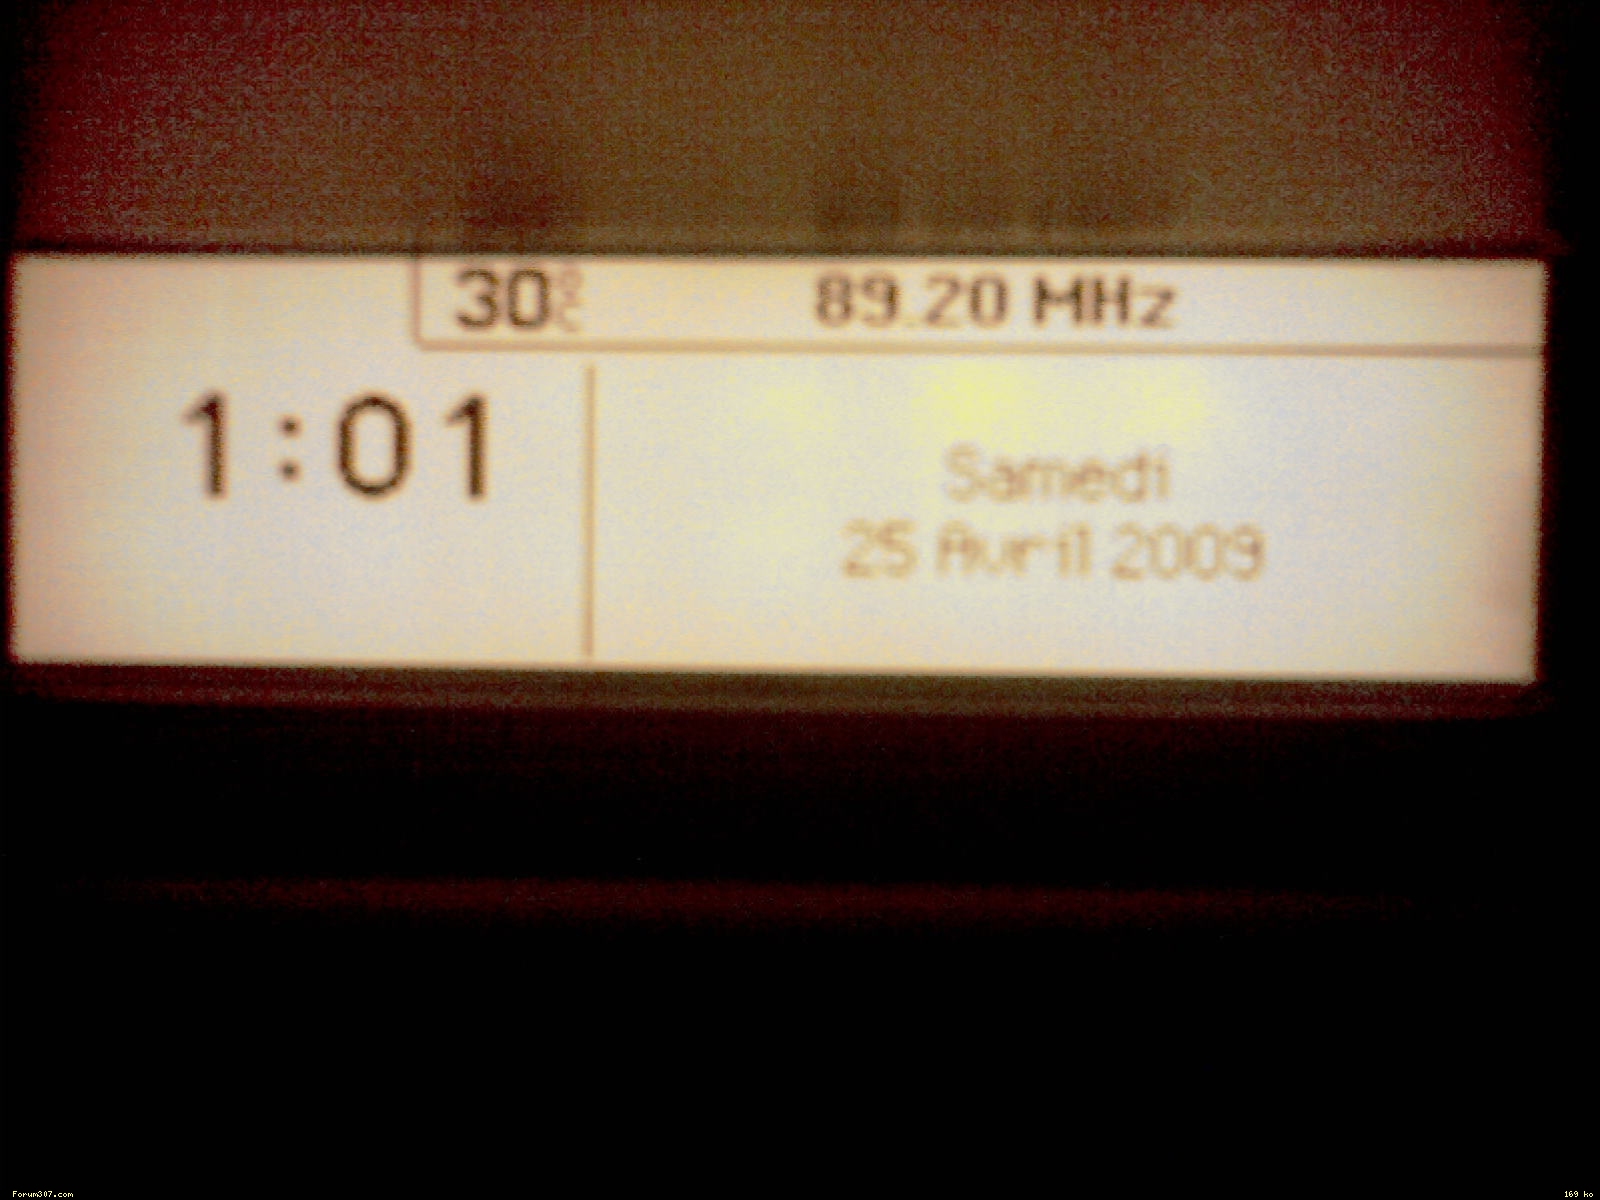 30 89.20 MHz
1:01
Samedi
25 Avril 2009
Forum307.com
169 ko